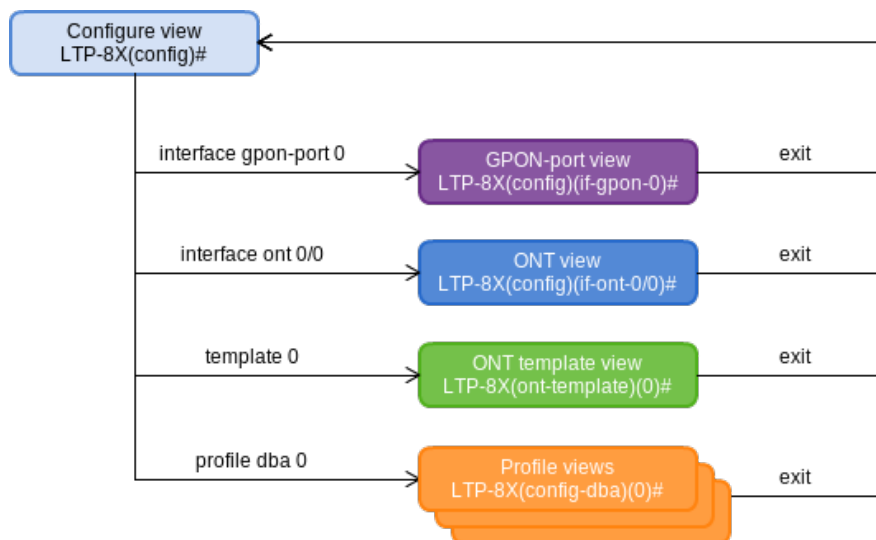 Configure view
LTP-8X(config)#
interface gpon-port 0
GPON-port view
LTP-8X(config)(if-gpon-0)#
exit
interface ont 0/0
ONT view
LTP-8X(config)(if-ont-0/0)#
exit
template 0
ONT template view
LTP-8X(ont-template)(0)#
exit
profile dba 0
Profile views
LTP-8X(config-dba)(0)#
exit